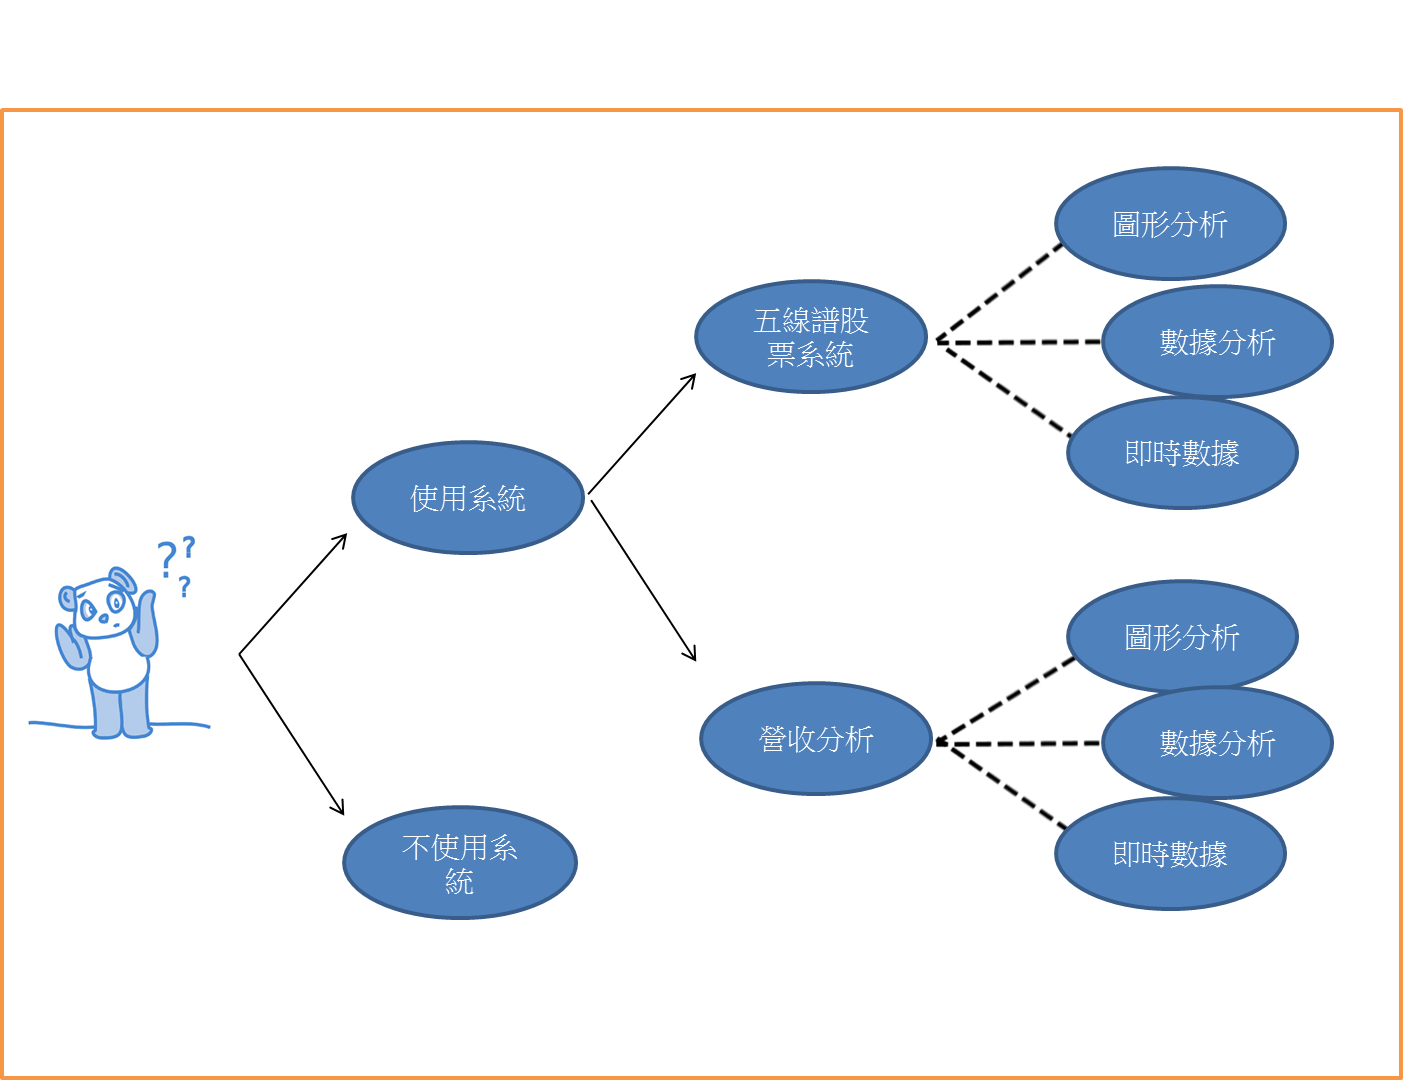 圖形分析
五線譜股
票系統
數據分析
即時數據
使用系統
? ?
?
圖形分析
營收分析
數據分析
不使用系
統
即時數據